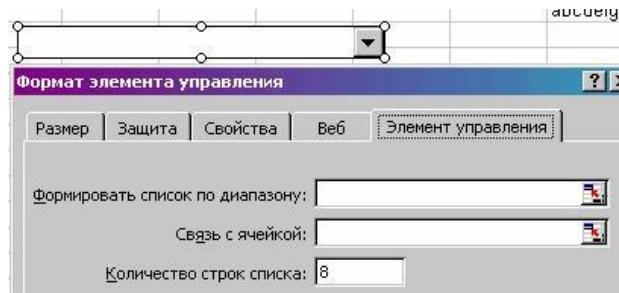 Формат элемента управления
Размер Защита Свойства Веб Элемент управления
Формировать список по диапазону:
Связь с ячейкой:
Количество строк списка: 8